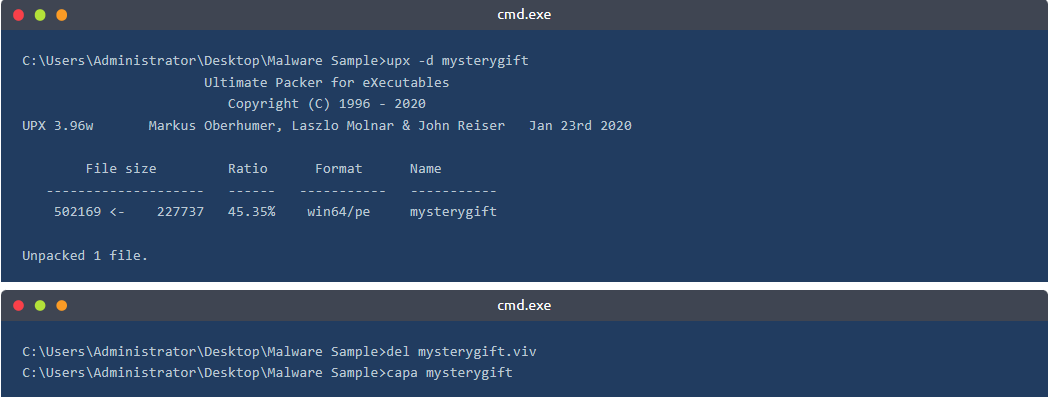 cmd.exe
C:\Users\Administrator\Desktop\Malware Sample>upx -d mysterygift
Ultimate Packer for eXecutables
Copyright (C) 1996 - 2020
UPX 3.96w Markus Oberhumer, Laszlo Molnar & John Reiser Jan 23rd 2020
File size Ratio Format Name
-------------------- ------ ----------- -----------
502169 <- 227737 45.35% win64/pe mysterygift
Unpacked 1 file.
cmd.exe
C:\Users\Administrator\Desktop\Malware Sample>del mysterygift.viv
C:\Users\Administrator\Desktop\Malware Sample>capa mysterygift